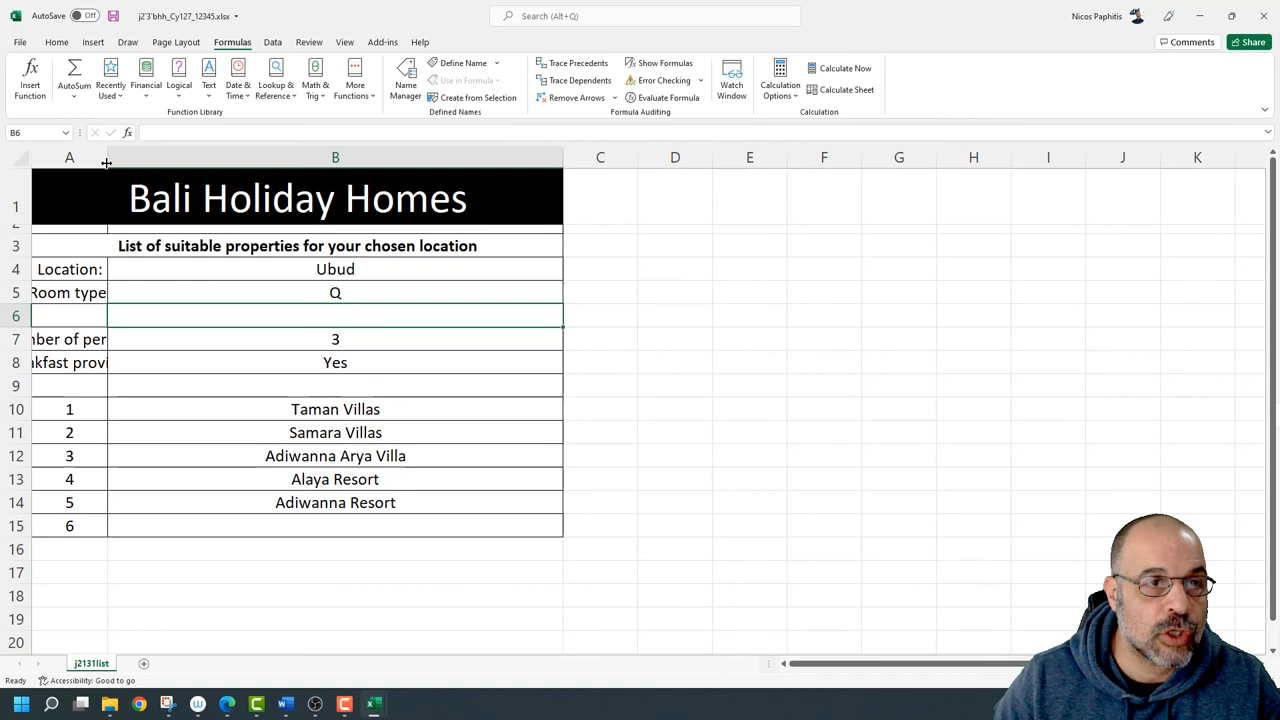 AutoSave Off j2'3'bhh_Cy127_12345.xlsx Search (Alt+Q) Nicos Paphitis
File Home Insert Draw Page Layout Formulas Data Review View Add-ins Help Comments Share
Insert Function AutoSum Recently Used Financial Logical Text Date & Time Lookup & Reference Math & Trig More Functions
Function Library
Name Manager Define Name Use in Formula Create from Selection
Defined Names
Trace Precedents Trace Dependents Remove Arrows Show Formulas Error Checking Evaluate Formula
Formula Auditing
Watch Window
Calculation Options Calculate Now Calculate Sheet
Calculation
B6 fx
A B C D E F G H I J K
1 Bali Holiday Homes
2
3 List of suitable properties for your chosen location
4 Location: Ubud
5 Room type Q
6
7 nber of per 3
8 akfast provi Yes
9
10 1 Taman Villas
11 2 Samara Villas
12 3 Adiwanna Arya Villa
13 4 Alaya Resort
14 5 Adiwanna Resort
15 6
16
17
18
19
20
j2131list
Ready Accessibility: Good to go